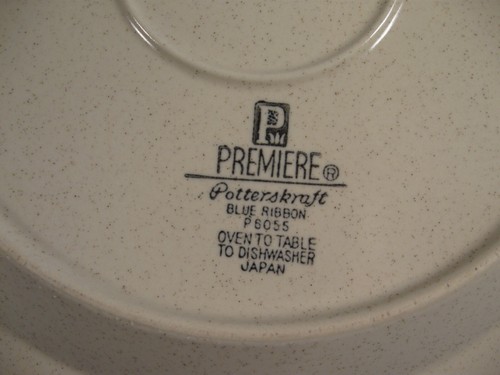 P
PREMIERE®
Potterskraft
BLUE RIBBON
P6055
OVEN TO TABLE
TO DISHWASHER
JAPAN